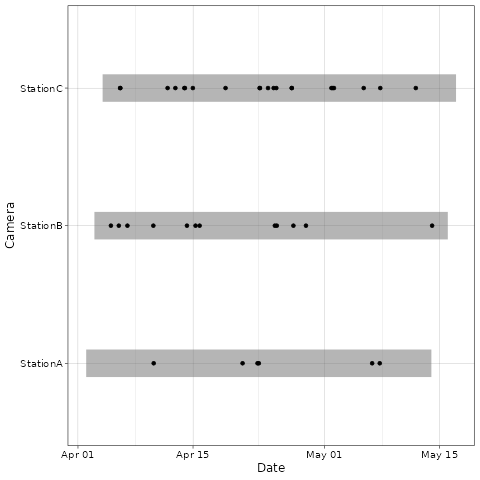 StationC
StationB
StationA
Camera
Apr 01
Apr 15
May 01
May 15
Date